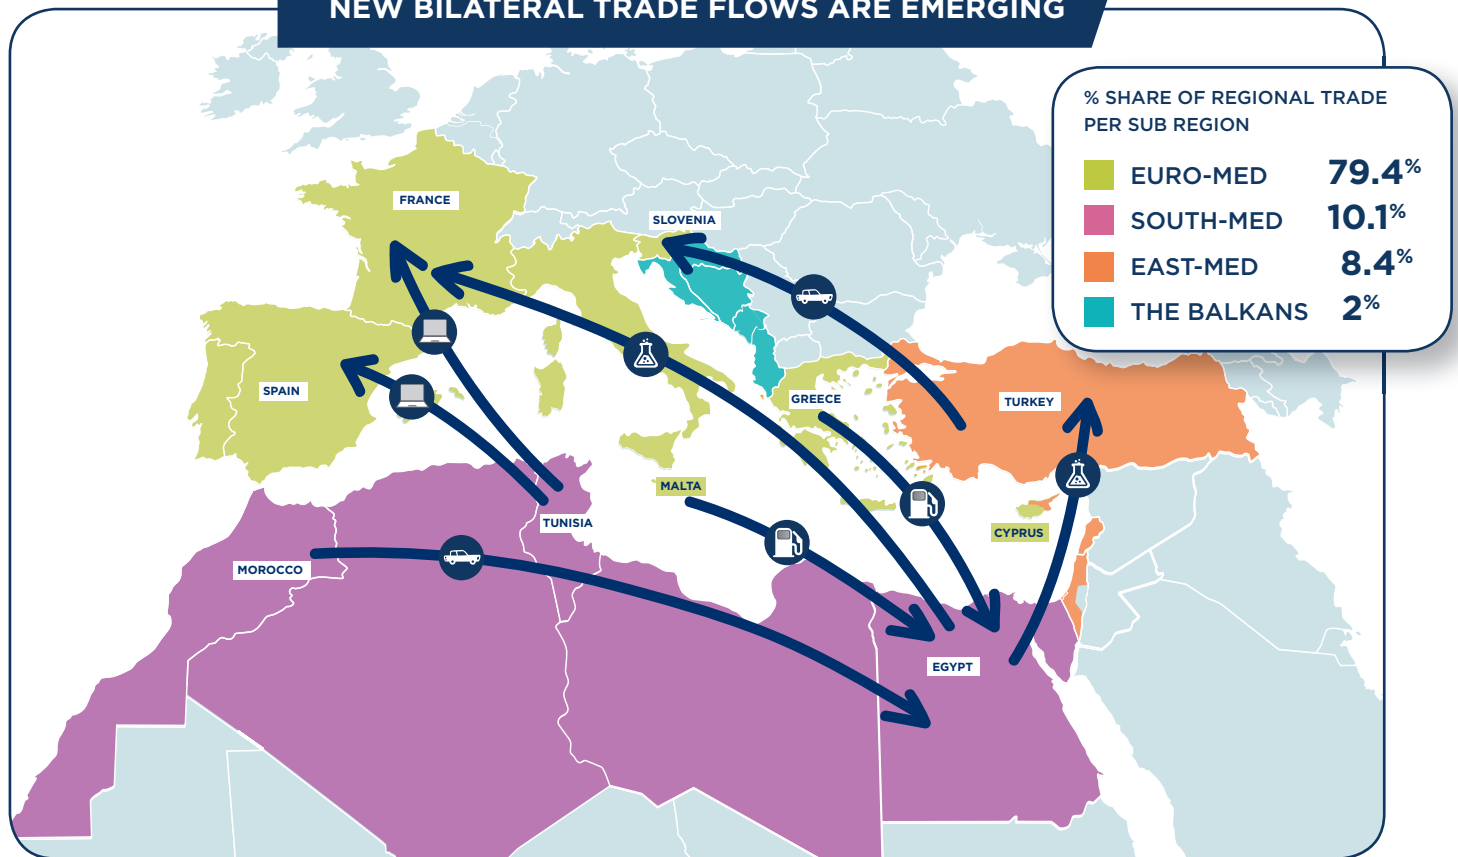 NEW BILATERAL TRADE FLOWS ARE EMERGING
% SHARE OF REGIONAL TRADE
PER SUB REGION
EURO-MED 79.4%
SOUTH-MED 10.1%
EAST-MED 8.4%
THE BALKANS 2%
FRANCE
SLOVENIA
SPAIN
GREECE
TURKEY
MALTA
TUNISIA
CYPRUS
MOROCCO
EGYPT